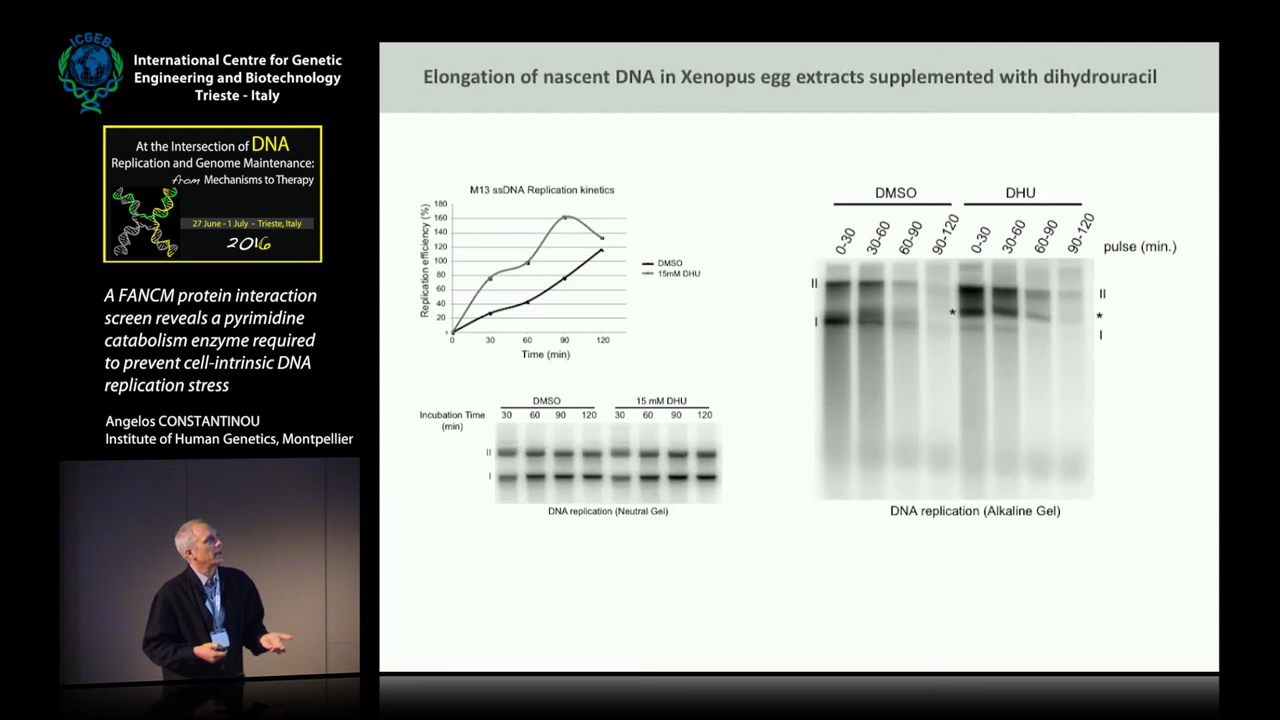 ICGEB
International Centre for Genetic
Engineering and Biotechnology
Trieste - Italy
At the Intersection of DNA
Replication and Genome Maintenance:
from Mechanisms to Therapy
27 June - 1 July – Trieste, Italy
2016
A FANCM protein interaction
screen reveals a pyrimidine
catabolism enzyme required
to prevent cell-intrinsic DNA
replication stress
Angelos CONSTANTINOU
Institute of Human Genetics, Montpellier
Elongation of nascent DNA in Xenopus egg extracts supplemented with dihydrouracil
M13 ssDNA Replication kinetics
Replication efficiency (%)
180
160
140
120
100
80
60
40
20
0 30 60 90 120
Time (min)
DMSO
15mM DHU
DMSO 15 mM DHU
Incubation Time 30 60 90 120 30 60 90 120
(min)
II
I
DNA replication (Neutral Gel)
DMSO DHU
0-30 30-60 60-90 90-120 0-30 30-60 60-90 90-120 pulse (min.)
II II
* *
I I
DNA replication (Alkaline Gel)